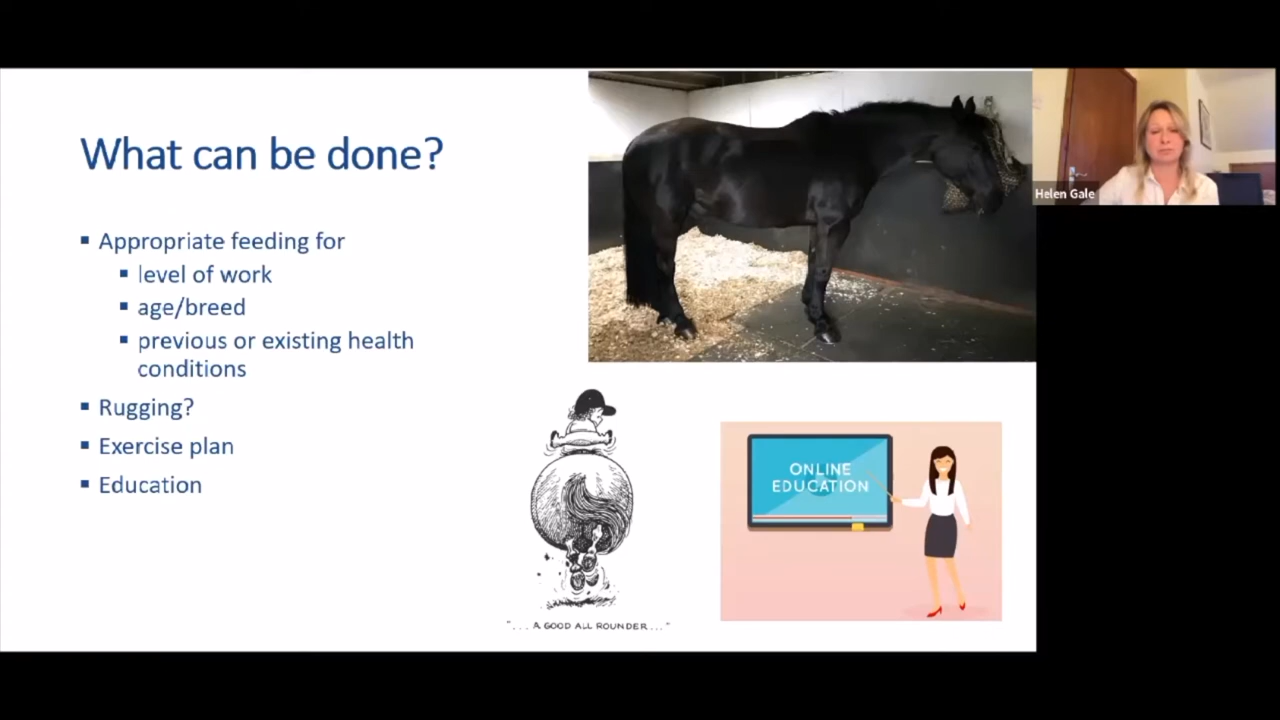 What can be done?
▪ Appropriate feeding for
▪ level of work
▪ age/breed
▪ previous or existing health
conditions
▪ Rugging?
▪ Exercise plan
▪ Education
Helen Gale
ONLINE
EDUCATION
"... A GOOD ALL ROUNDER..."